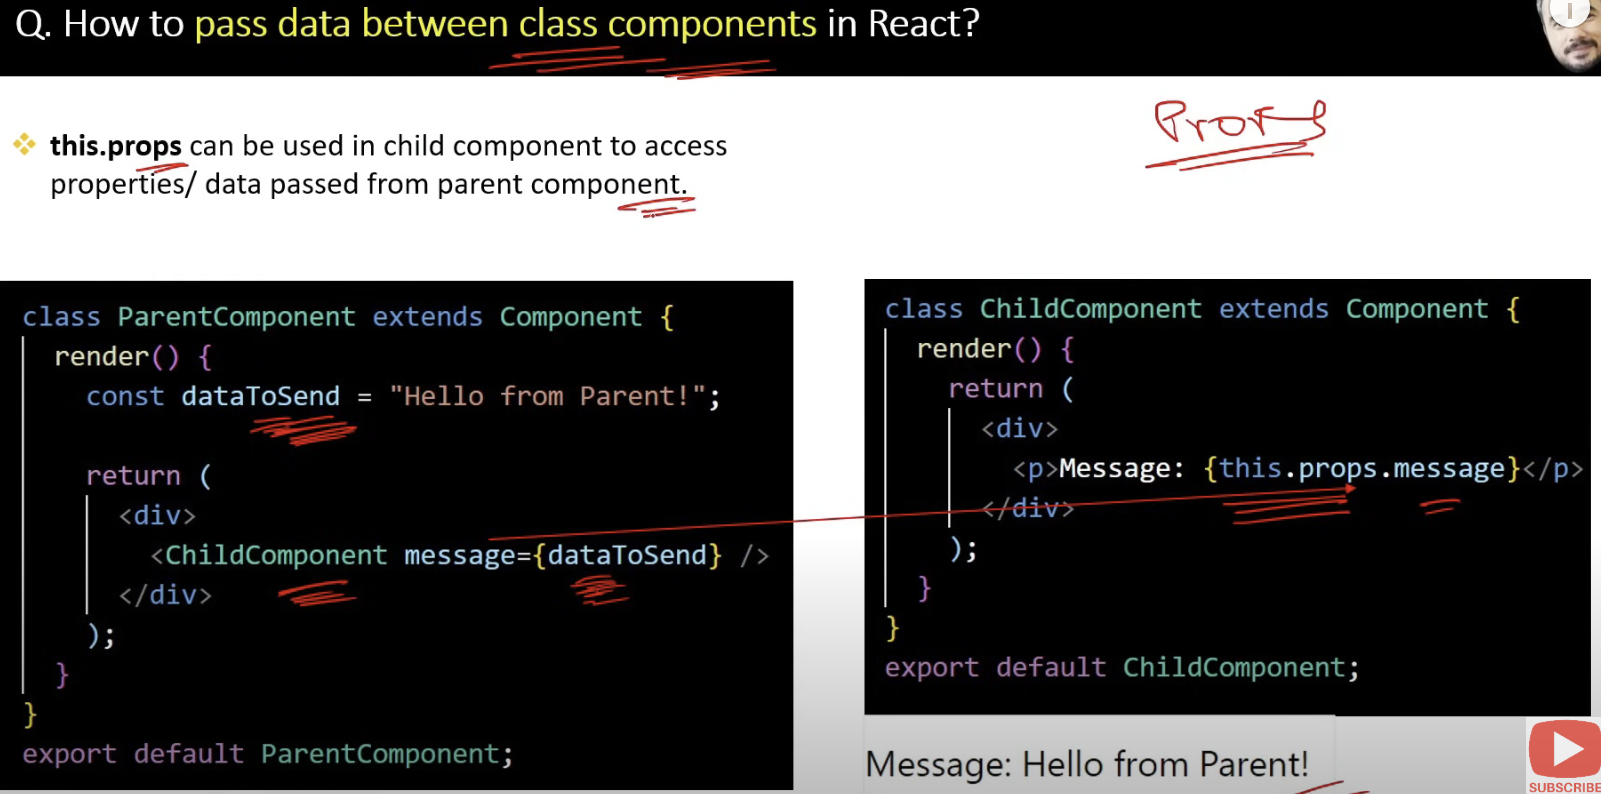 Q. How to pass data between class components in React?
Props
this.props can be used in child component to access
properties/ data passed from parent component.
class ParentComponent extends Component {
render() {
const dataToSend = "Hello from Parent!";
return (
<div>
<ChildComponent message={dataToSend} />
</div>
);
}
}
export default ParentComponent;
class ChildComponent extends Component {
render() {
return (
<div>
<p>Message: {this.props.message}</p>
</div>
);
}
}
export default ChildComponent;
Message: Hello from Parent!
SUBSCRIBE